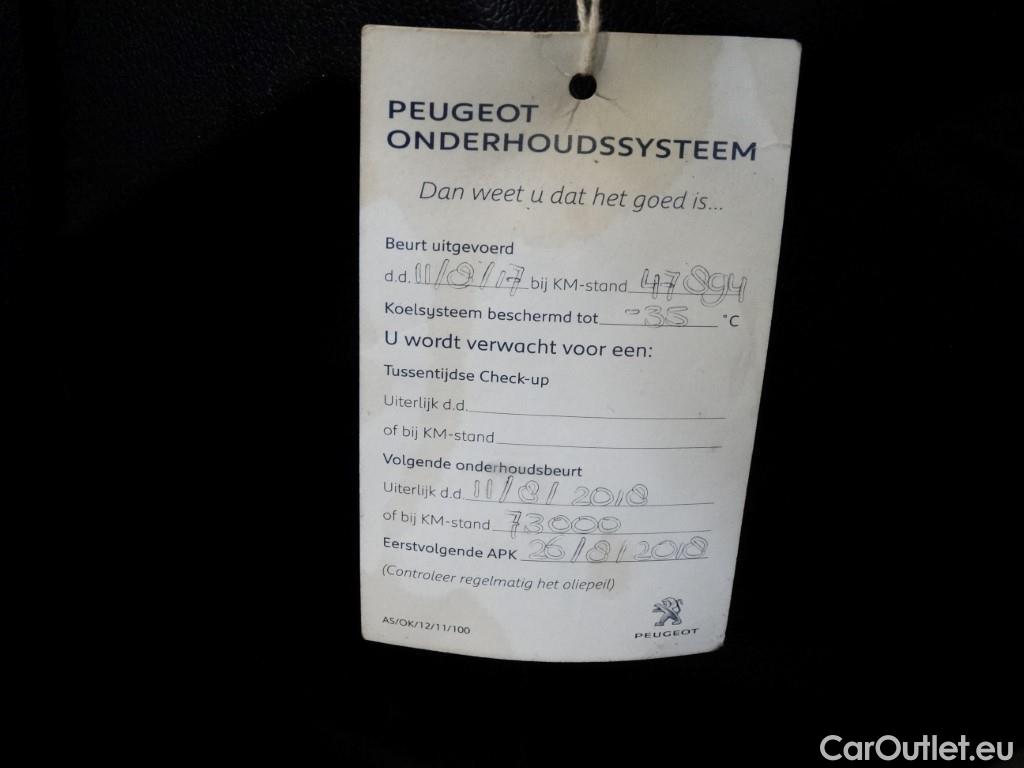 PEUGEOT
ONDERHOUDSSYSTEEM
Dan weet u dat het goed is...
Beurt uitgevoerd
d.d. 11/8/17 bij KM-stand 47894
Koelsysteem beschermd tot -35 °C
U wordt verwacht voor een:
Tussentijdse Check-up
Uiterlijk d.d.
of bij KM-stand
Volgende onderhoudsbeurt
Uiterlijk d.d. 11/8/2018
of bij KM-stand 73000
Eerstvolgende APK 26/8/2018
(Controleer regelmatig het oliepeil)
AS/OK/12/11/100
PEUGEOT
CarOutlet.eu